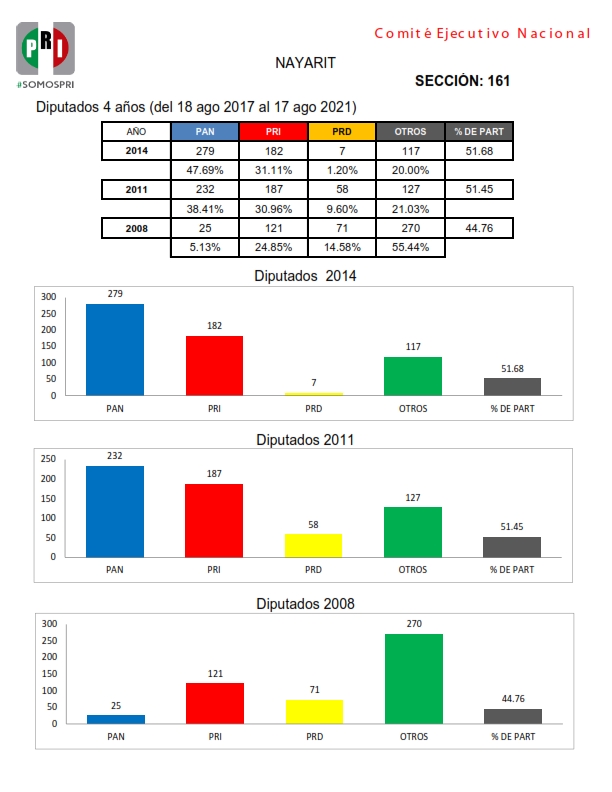 Comité Ejecutivo Nacional
PRI
#SOMOSPRI
NAYARIT
SECCIÓN: 161
Diputados 4 años (del 18 ago 2017 al 17 ago 2021)
AÑO PAN PRI PRD OTROS % DE PART
2014 279 182 7 117 51.68
47.69% 31.11% 1.20% 20.00%
2011 232 187 58 127 51.45
38.41% 30.96% 9.60% 21.03%
2008 25 121 71 270 44.76
5.13% 24.85% 14.58% 55.44%
Diputados 2014
300
250
200
150
100
50
0
279
182
7
117
51.68
PAN PRI PRD OTROS % DE PART
Diputados 2011
250
200
150
100
50
0
232
187
58
127
51.45
PAN PRI PRD OTROS % DE PART
Diputados 2008
300
250
200
150
100
50
0
25
121
71
270
44.76
PAN PRI PRD OTROS % DE PART